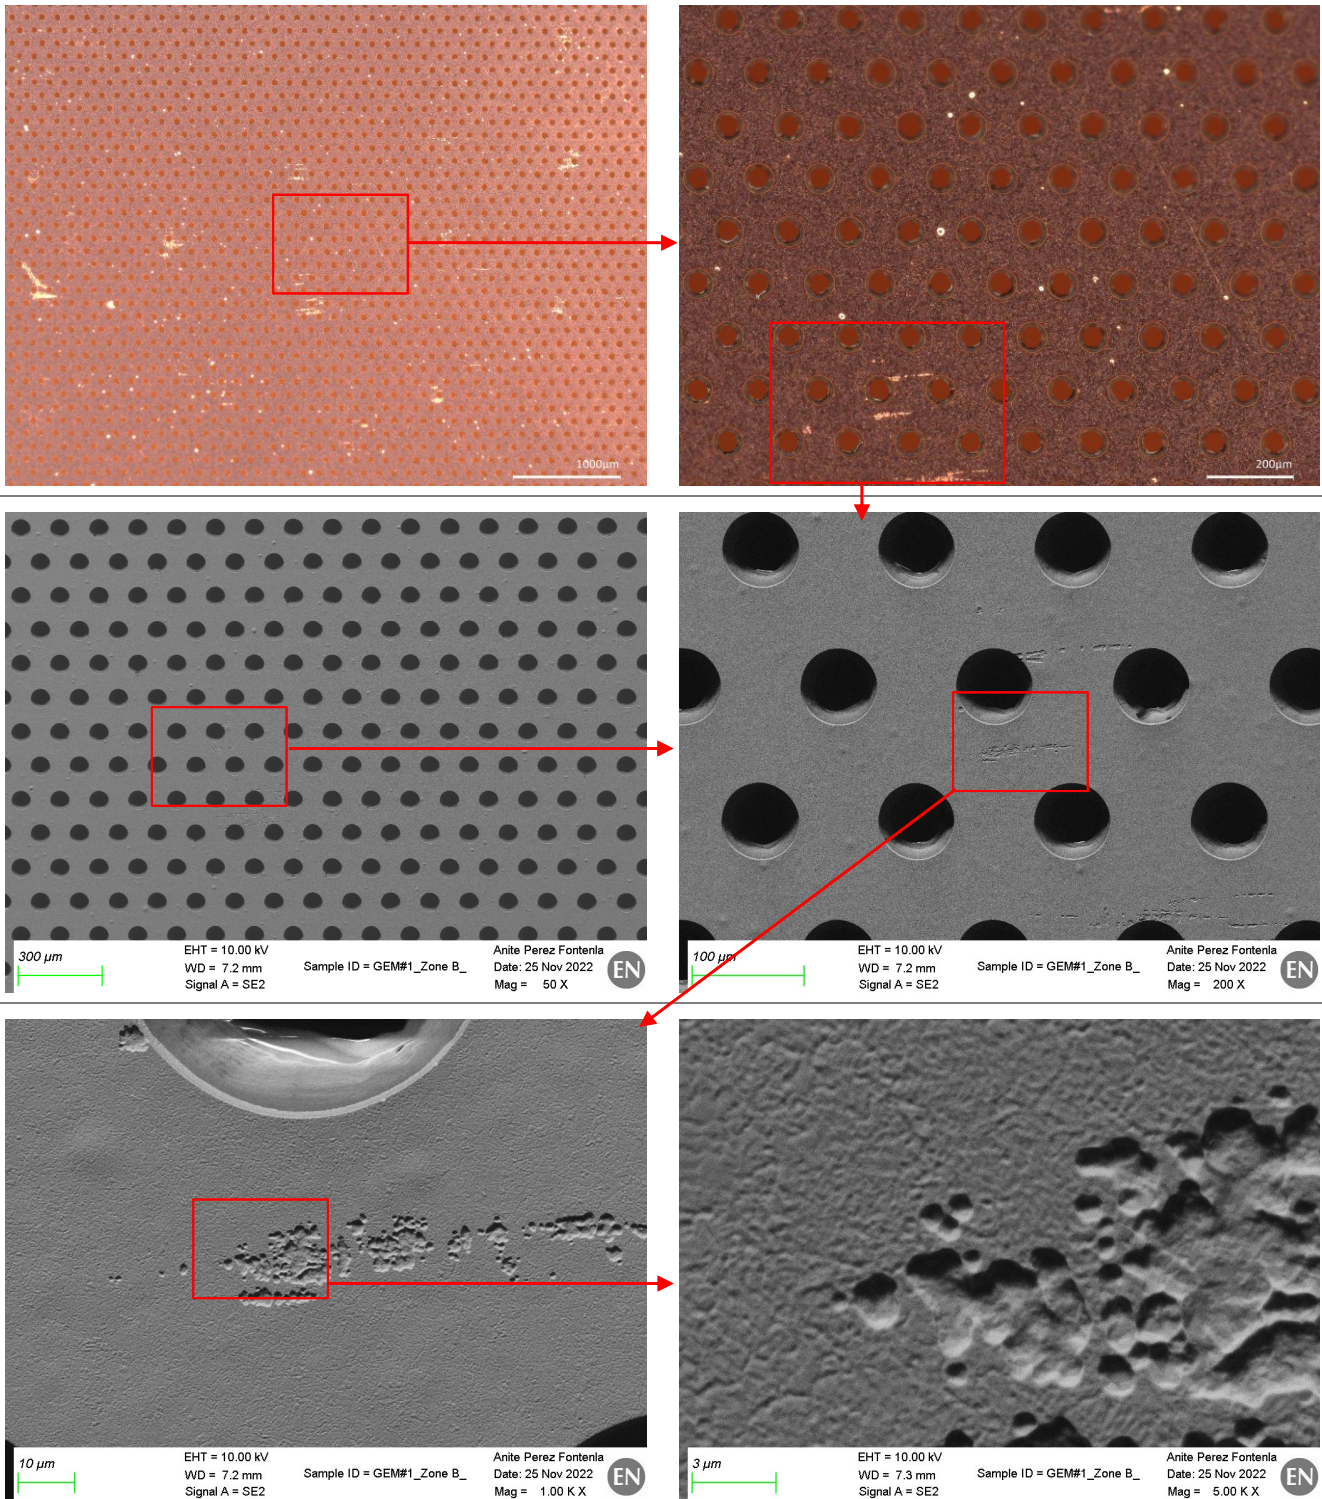 1000µm
200µm
300 µm
EHT = 10.00 kV
WD = 7.2 mm
Signal A = SE2
Sample ID = GEM#1_Zone B_
Anite Perez Fontenla
Date: 25 Nov 2022
Mag = 50 X
EN
100 µm
EHT = 10.00 kV
WD = 7.2 mm
Signal A = SE2
Sample ID = GEM#1_Zone B_
Anite Perez Fontenla
Date: 25 Nov 2022
Mag = 200 X
EN
10 µm
EHT = 10.00 kV
WD = 7.2 mm
Signal A = SE2
Sample ID = GEM#1_Zone B_
Anite Perez Fontenla
Date: 25 Nov 2022
Mag = 1.00 K X
EN
3 µm
EHT = 10.00 kV
WD = 7.3 mm
Signal A = SE2
Sample ID = GEM#1_Zone B_
Anite Perez Fontenla
Date: 25 Nov 2022
Mag = 5.00 K X
EN